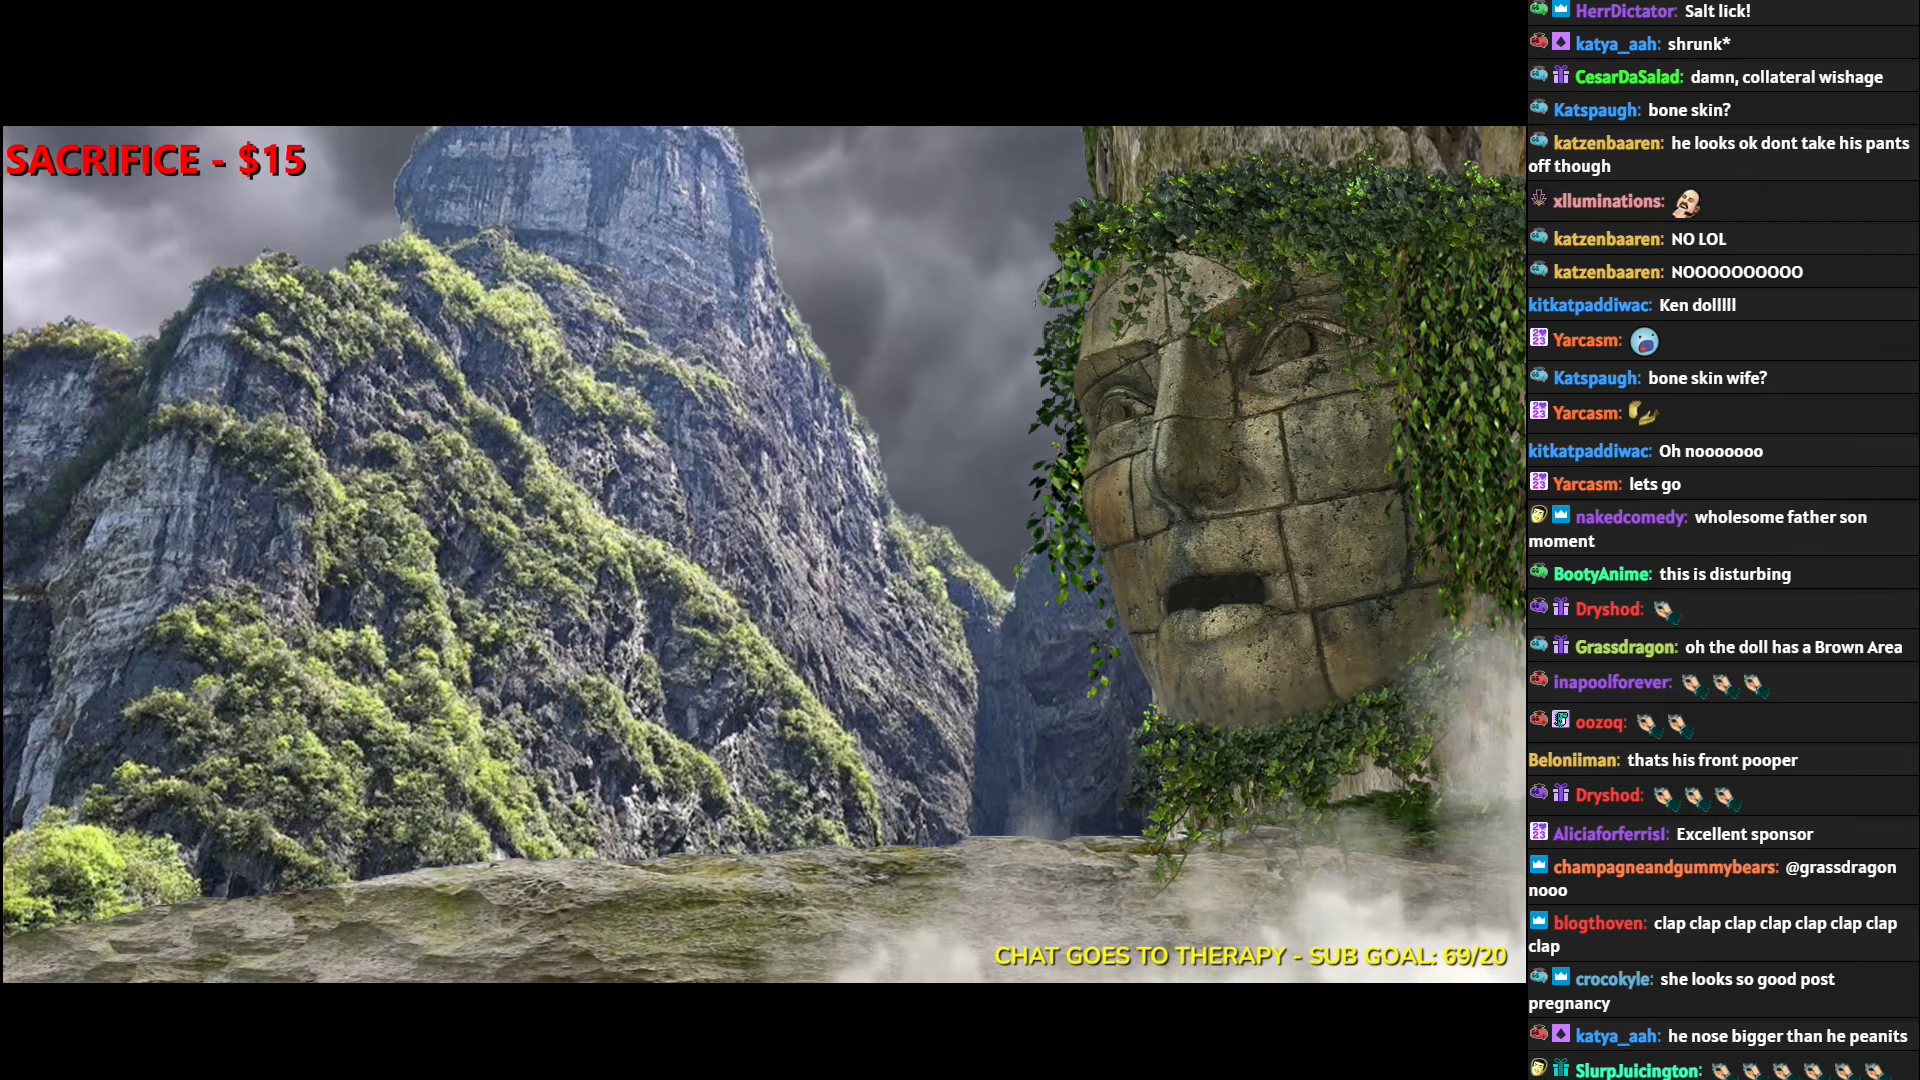 SACRIFICE - $15
CHAT GOES TO THERAPY - SUB GOAL: 69/20
HerrDictator: Salt lick!
katya_aah: shrunk*
CesarDaSalad: damn, collateral wishage
Katspaugh: bone skin?
katzenbaaren: he looks ok dont take his pants
off though
xlluminations:
katzenbaaren: NO LOL
katzenbaaren: NOOOOOOOOOO
kitkatpaddiwac: Ken dolllll
Yarcasm:
Katspaugh: bone skin wife?
Yarcasm:
kitkatpaddiwac: Oh nooooooo
Yarcasm: lets go
nakedcomedy: wholesome father son
moment
BootyAnime: this is disturbing
Dryshod:
Grassdragon: oh the doll has a Brown Area
inapoolforever:
oozoq:
Beloniiman: thats his front pooper
Dryshod:
Aliciaforferrisl: Excellent sponsor
champagneandgummybears: @grassdragon
nooo
blogthoven: clap clap clap clap clap clap clap
clap
crocokyle: she looks so good post
pregnancy
katya_aah: he nose bigger than he peanits
SlurpJuicington: